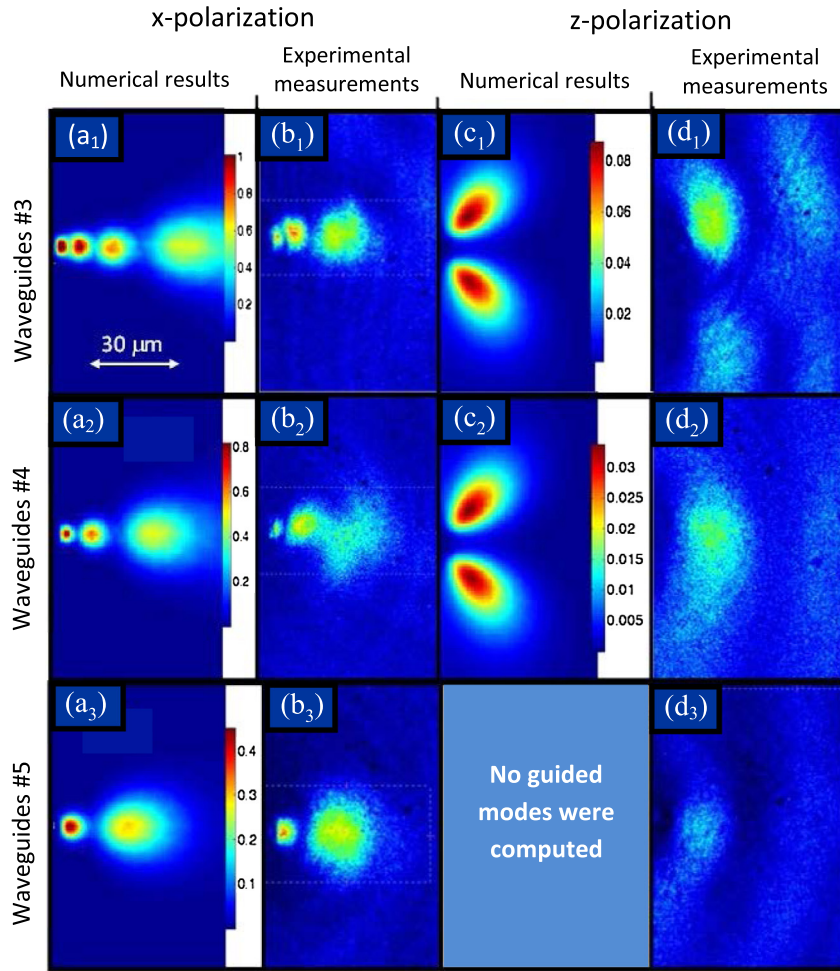 x-polarization
z-polarization
Numerical results
Experimental
measurements
Numerical results
Experimental
measurements
Waveguides #3
(a1)
1
0.8
0.6
0.4
0.2
30 μm
(b1)
(c1)
0.08
0.06
0.04
0.02
(d1)
Waveguides #4
(a2)
0.8
0.6
0.4
0.2
(b2)
(c2)
0.03
0.025
0.02
0.015
0.01
0.005
(d2)
Waveguides #5
(a3)
0.4
0.3
0.2
0.1
(b3)
No guided
modes were
computed
(d3)